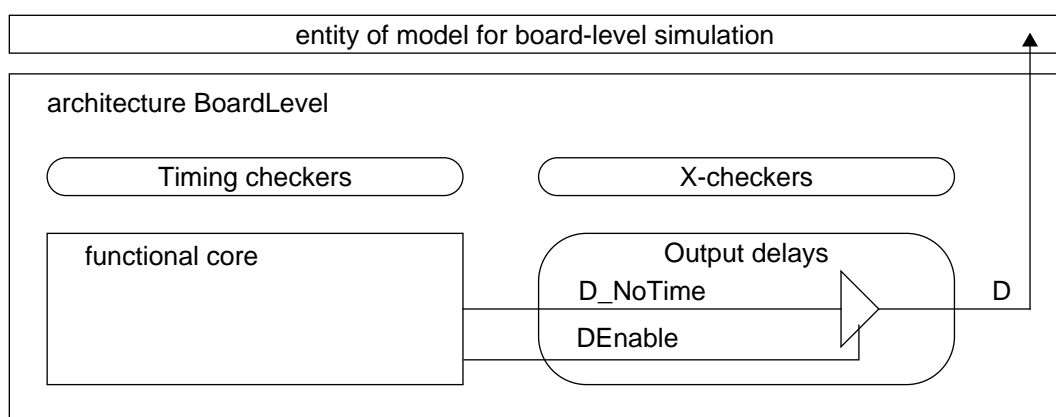 entity of model for board-level simulation
architecture BoardLevel
Timing checkers
X-checkers
functional core
Output delays
D_NoTime
D
DEnable